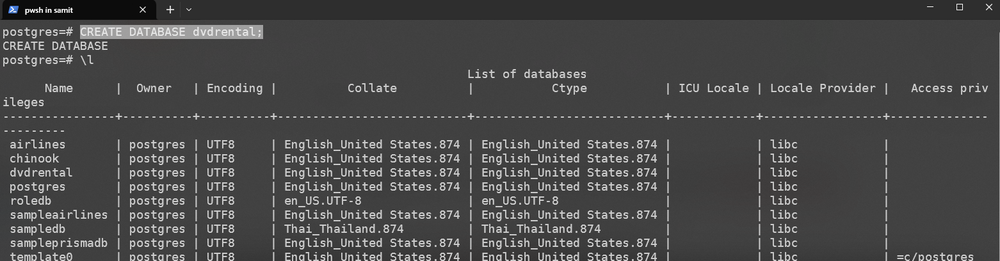 pwsh in samit
postgres=# CREATE DATABASE dvdrental;
CREATE DATABASE
postgres=# \l
                                                                  List of databases
      Name      |  Owner   | Encoding |          Collate          |           Ctype           | ICU Locale | Locale Provider |   Access priv
ileges
----------------+----------+----------+---------------------------+---------------------------+------------+-----------------+--------------
---------
 airlines       | postgres | UTF8     | English_United States.874 | English_United States.874 |            | libc            |
 chinook        | postgres | UTF8     | English_United States.874 | English_United States.874 |            | libc            |
 dvdrental      | postgres | UTF8     | English_United States.874 | English_United States.874 |            | libc            |
 postgres       | postgres | UTF8     | English_United States.874 | English_United States.874 |            | libc            |
 roledb         | postgres | UTF8     | en_US.UTF-8               | en_US.UTF-8               |            | libc            |
 sampleairlines | postgres | UTF8     | English_United States.874 | English_United States.874 |            | libc            |
 sampledb       | postgres | UTF8     | Thai_Thailand.874         | Thai_Thailand.874         |            | libc            |
 sampleprismadb | postgres | UTF8     | English_United States.874 | English_United States.874 |            | libc            |
 template0      | postgres | UTF8     | English_United States.874 | English_United States.874 |            | libc            | =c/postgres